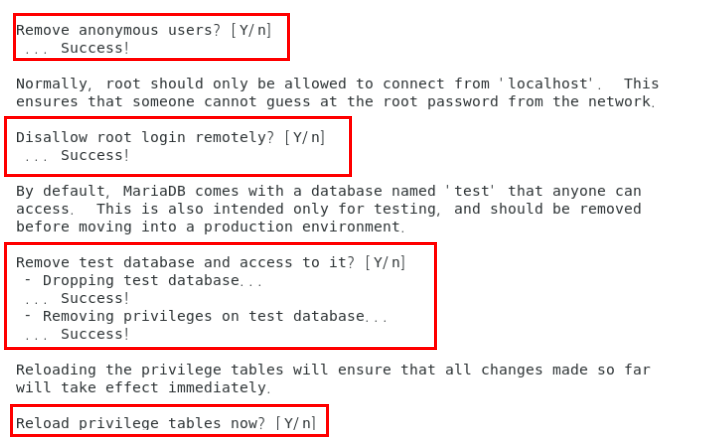 Remove anonymous users? [Y/n]
 ... Success!
Normally, root should only be allowed to connect from 'localhost'.  This
ensures that someone cannot guess at the root password from the network.
Disallow root login remotely? [Y/n]
 ... Success!
By default, MariaDB comes with a database named 'test' that anyone can
access.  This is also intended only for testing, and should be removed
before moving into a production environment.
Remove test database and access to it? [Y/n]
 - Dropping test database...
 ... Success!
 - Removing privileges on test database...
 ... Success!
Reloading the privilege tables will ensure that all changes made so far
will take effect immediately.
Reload privilege tables now? [Y/n]